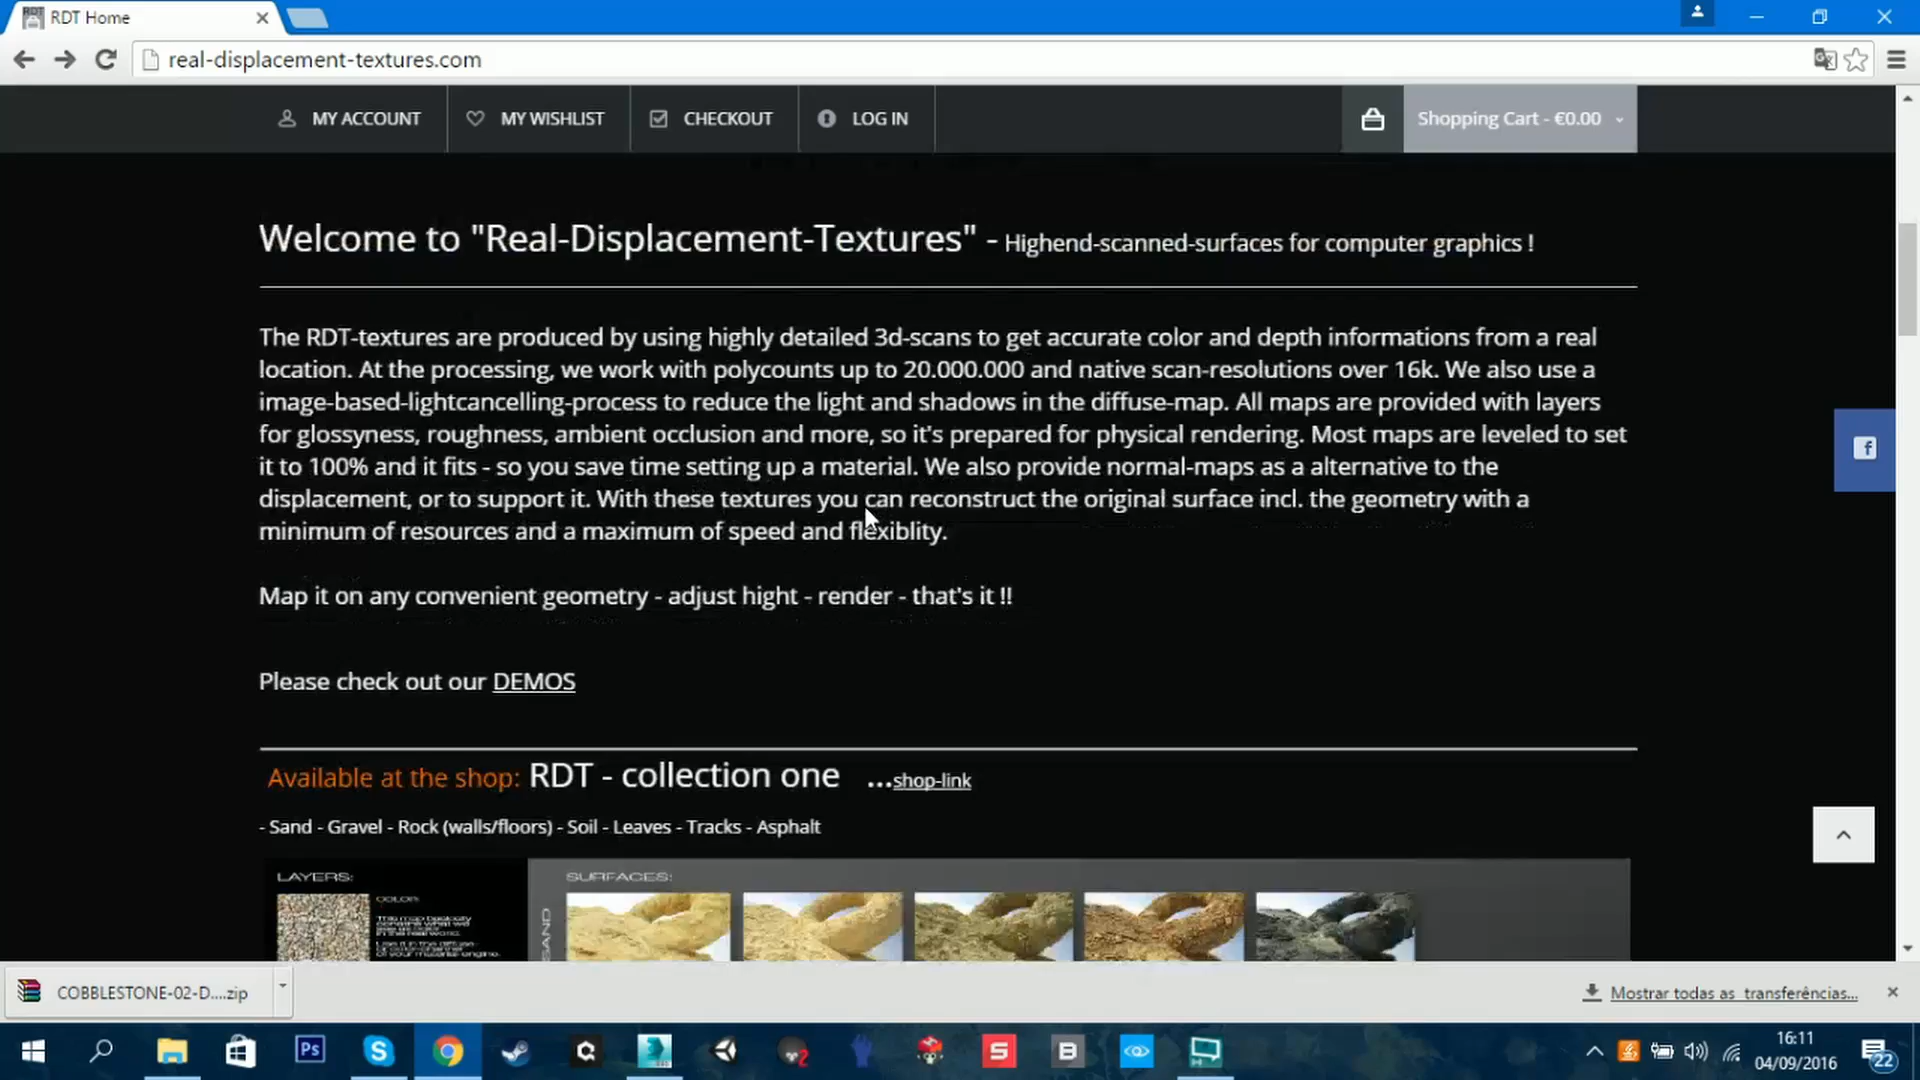 RDT Home
real-displacement-textures.com
MY ACCOUNT
MY WISHLIST
CHECKOUT
LOG IN
Shopping Cart - €0.00
Welcome to "Real-Displacement-Textures" - Highend-scanned-surfaces for computer graphics !
The RDT-textures are produced by using highly detailed 3d-scans to get accurate color and depth informations from a real
location. At the processing, we work with polycounts up to 20.000.000 and native scan-resolutions over 16k. We also use a
image-based-lightcancelling-process to reduce the light and shadows in the diffuse-map. All maps are provided with layers
for glossyness, roughness, ambient occlusion and more, so it's prepared for physical rendering. Most maps are leveled to set
it to 100% and it fits - so you save time setting up a material. We also provide normal-maps as a alternative to the
displacement, or to support it. With these textures you can reconstruct the original surface incl. the geometry with a
minimum of resources and a maximum of speed and flexiblity.
Map it on any convenient geometry - adjust hight - render - that's it !!
Please check out our DEMOS
Available at the shop: RDT - collection one ...shop-link
- Sand - Gravel - Rock (walls/floors) - Soil - Leaves - Tracks - Asphalt
LAYERS:
SURFACES:
COLOR:
SAND
COBBLESTONE-02-D....zip
Mostrar todas as transferências...
Ps
S
B
16:11
04/09/2016
22